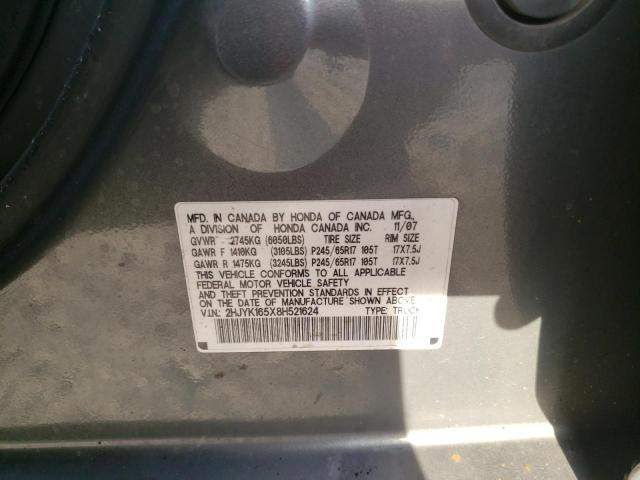 MFD. IN CANADA BY HONDA OF CANADA MFG.,
A DIVISION OF HONDA CANADA INC. 11/07
GVWR 2745KG (6050LBS) TIRE SIZE RIM SIZE
GAWR F 1410KG (3105LBS) P245/65R17 105T 17X7.5J
GAWR R 1475KG (3245LBS) P245/65R17 105T 17X7.5J
THIS VEHICLE CONFORMS TO ALL APPLICABLE
FEDERAL MOTOR VEHICLE SAFETY
AND THEFT PREVENTION STANDARDS IN EFFECT
ON THE DATE OF MANUFACTURE SHOWN ABOVE.
V.I.N.: 2HJYK165X8H521624 TYPE: TRUCK